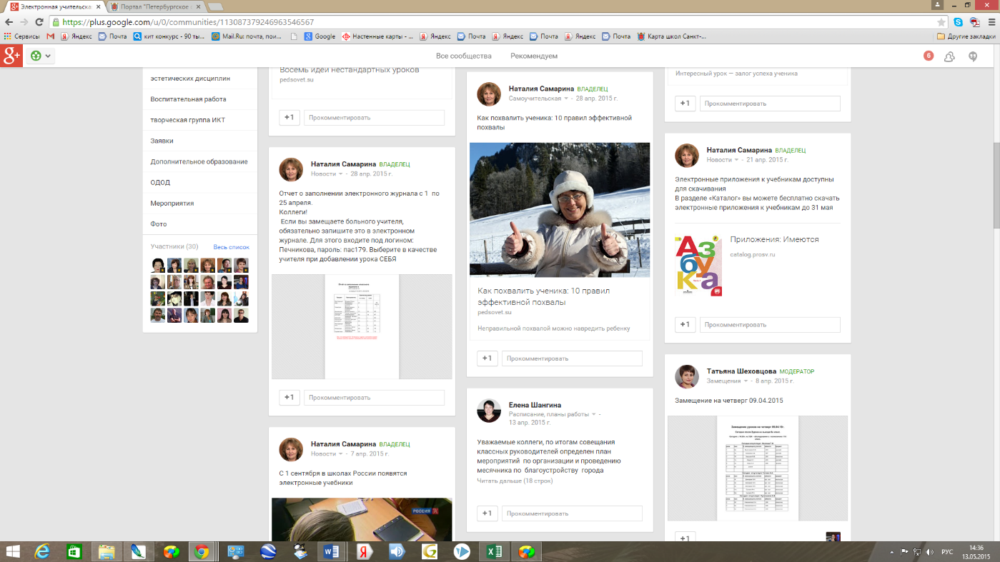 Электронная учительска
Портал "Петербургское
https://plus.google.com/u/0/communities/113087379246963546567
Сервисы
Яндекс
Почта
кит конкурс - 90 ты...
Mail.Ru: почта, пои...
Google
Настенные карты - ...
Яндекс
Почта
Яндекс
Почта
Яндекс
Почта
Карта школ Санкт-...
Другие закладки
Все сообщества
Рекомендуем
6
эстетических дисциплин
Воспитательная работа
творческая группа ИКТ
Заявки
Дополнительное образование
ОДОД
Мероприятия
Фото
Участники (30)
Весь список
Восемь идей нестандартных уроков
pedsovet.su
+1
Прокомментировать
Наталия Самарина ВЛАДЕЛЕЦ
Новости - 28 апр. 2015 г.
Отчет о заполнении электронного журнала с 1 по
25 апреля.
Коллеги!
Если вы замещаете больного учителя,
обязательно запишите это в электронном
журнале. Для этого входите под логином:
Печникова, пароль: пас179. Выберите в качестве
учителя при добавлении урока СЕБЯ
+1
Прокомментировать
Наталия Самарина ВЛАДЕЛЕЦ
Новости - 7 апр. 2015 г.
С 1 сентября в школах России появятся
электронные учебники
РОССИЯ
Наталия Самарина ВЛАДЕЛЕЦ
Самоучительская - 28 апр. 2015 г.
Как похвалить ученика: 10 правил эффективной
похвалы
Как похвалить ученика: 10 правил
эффективной похвалы
pedsovet.su
Неправильной похвалой можно навредить ребенку
+1
Прокомментировать
Елена Шангина
Расписание, планы работы -
13 апр. 2015 г.
Уважаемые коллеги, по итогам совещания
классных руководителей определен план
мероприятий по организации и проведению
месячника по благоустройству города
Читать дальше (18 строк)
+1
Прокомментировать
Интересный урок — залог успеха ученика
+1
Прокомментировать
Наталия Самарина ВЛАДЕЛЕЦ
Новости - 21 апр. 2015 г.
Электронные приложения к учебникам доступны
для скачивания
В разделе «Каталог» вы можете бесплатно скачать
электронные приложения к учебникам до 31 мая
Азбука
Приложения: Имеются
catalog.prosv.ru
+1
Прокомментировать
Татьяна Шеховцова МОДЕРАТОР
Замещения - 8 апр. 2015 г.
Замещение на четверг 09.04.2015
+1
РУС
14:36
13.05.2015